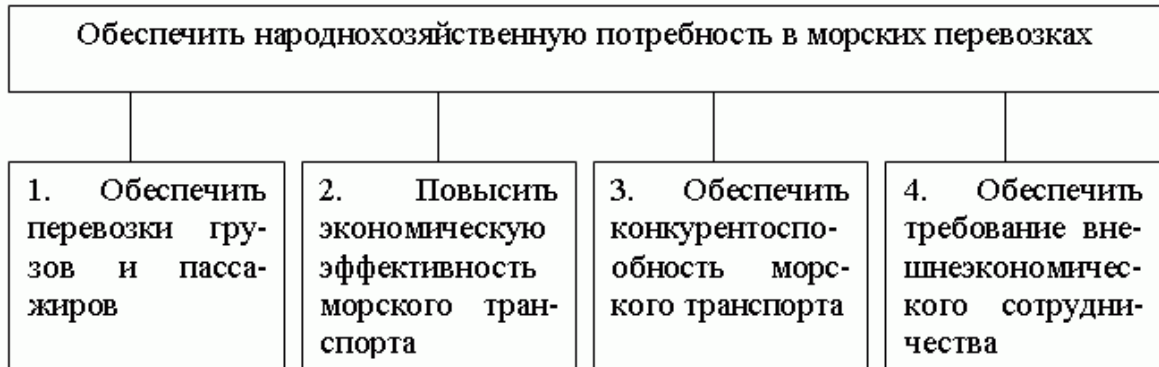 Обеспечить народнохозяйственную потребность в морских перевозках
1. Обеспечить
перевозки гру-
зов и пасса-
жиров
2. Повысить
экономическую
эффективность
морского тран-
спорта
3. Обеспечить
конкурентоспо-
обность морс-
кого транспорта
4. Обеспечить
требование вне-
шнеэкономичес-
кого сотрудни-
чества